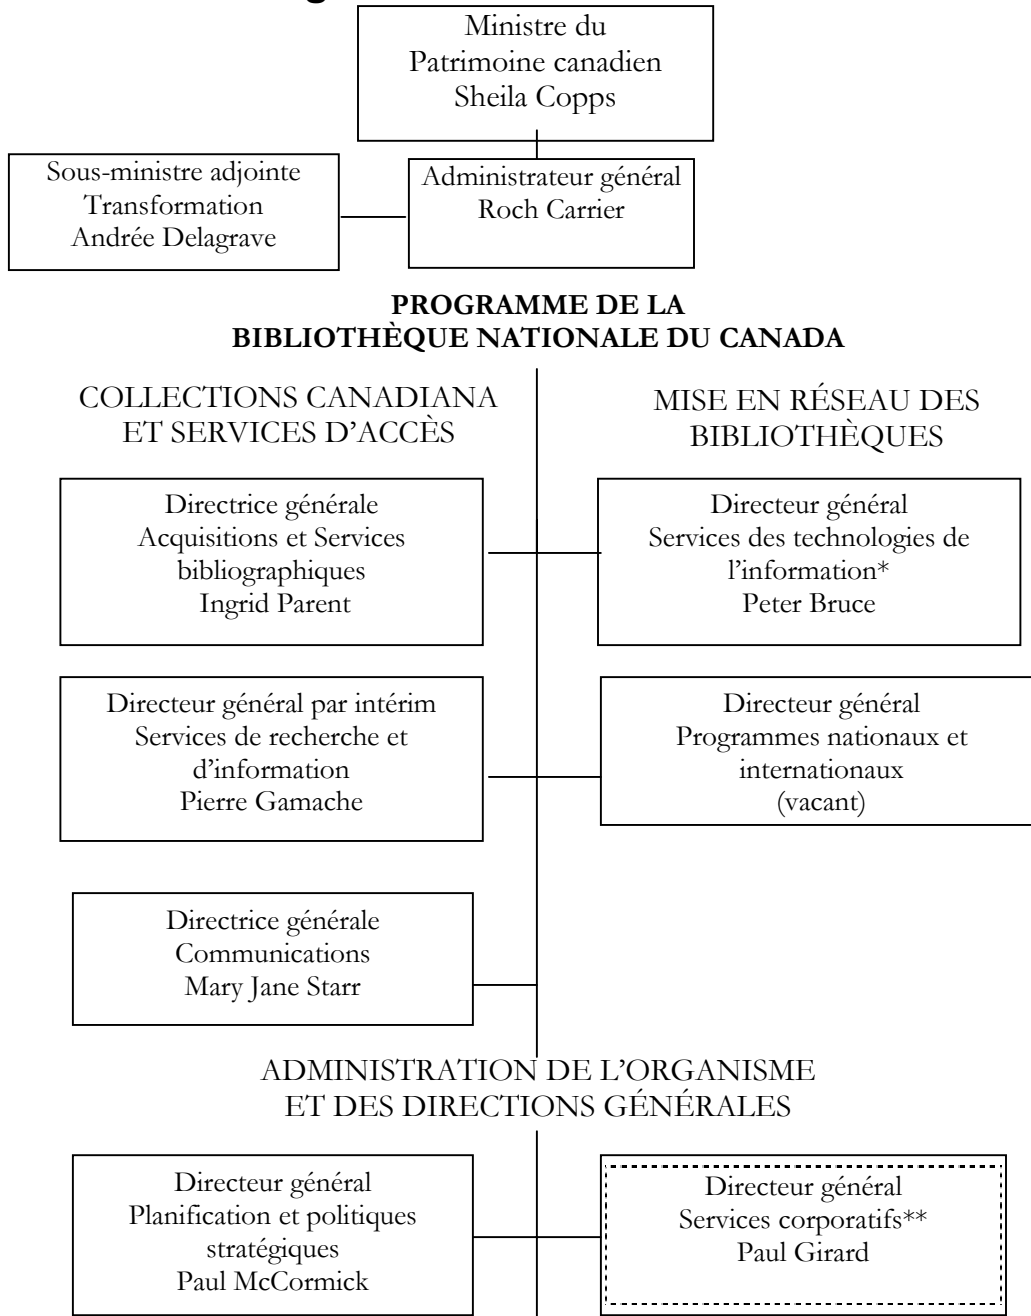 Ministre du
Patrimoine canadien
Sheila Copps
Sous-ministre adjointe
Transformation
Andrée Delagrave
Administrateur général
Roch Carrier
PROGRAMME DE LA
BIBLIOTHÈQUE NATIONALE DU CANADA
COLLECTIONS CANADIANA
ET SERVICES D'ACCÈS
MISE EN RÉSEAU DES
BIBLIOTHÈQUES
Directrice générale
Acquisitions et Services
bibliographiques
Ingrid Parent
Directeur général
Services des technologies de
l'information*
Peter Bruce
Directeur général par intérim
Services de recherche et
d'information
Pierre Gamache
Directeur général
Programmes nationaux et
internationaux
(vacant)
Directrice générale
Communications
Mary Jane Starr
ADMINISTRATION DE L'ORGANISME
ET DES DIRECTIONS GÉNÉRALES
Directeur général
Planification et politiques
stratégiques
Paul McCormick
Directeur général
Services corporatifs**
Paul Girard